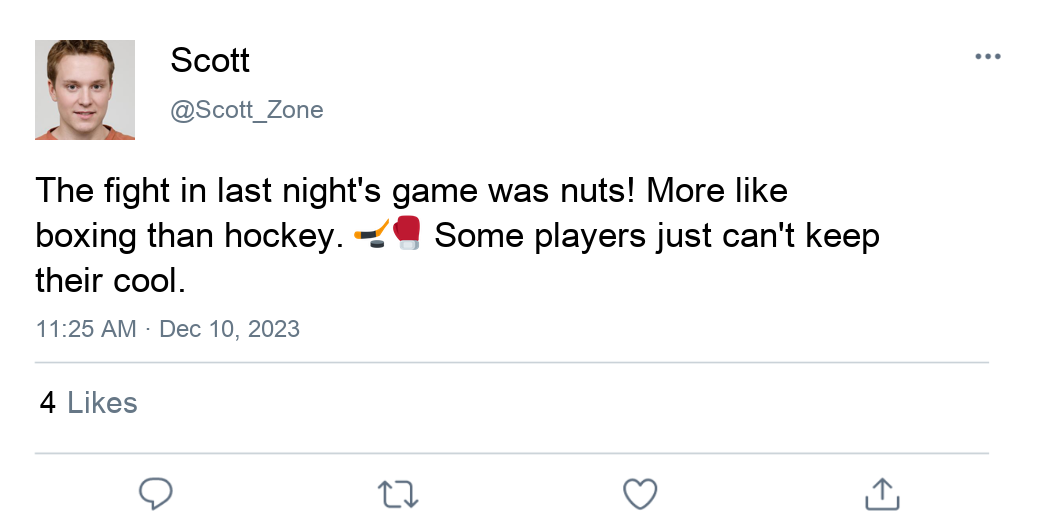 Scott
@Scott_Zone
The fight in last night's game was nuts! More like
boxing than hockey. 🏒🥊 Some players just can't keep
their cool.
11:25 AM · Dec 10, 2023
4 Likes